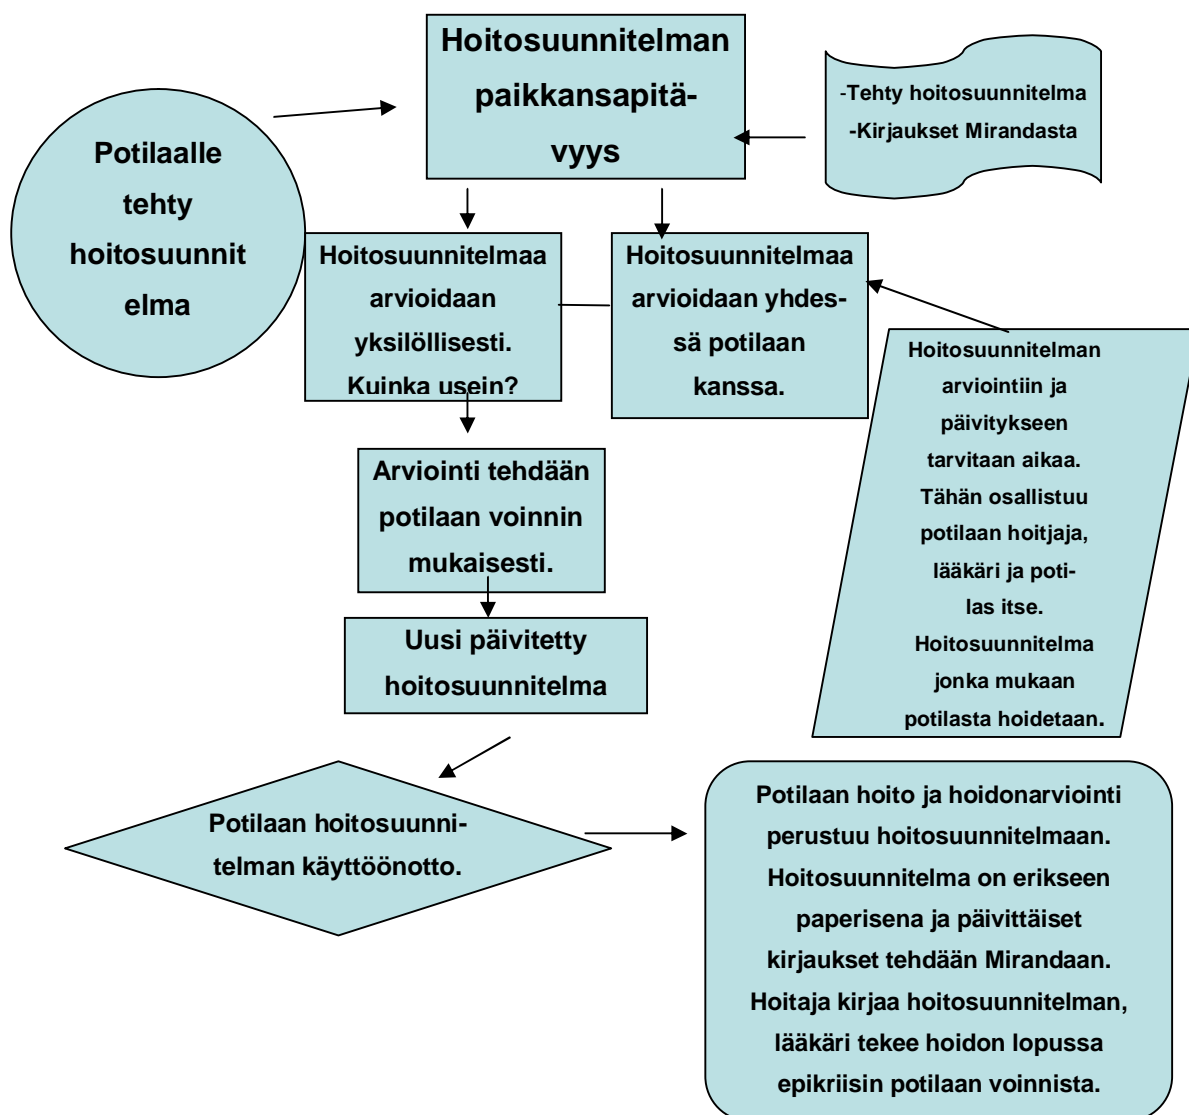 Hoitosuunnitelman
paikkansapitä-
vyys
-Tehty hoitosuunnitelma
-Kirjaukset Mirandasta
Potilaalle
tehty
hoitosuunnit
elma
Hoitosuunnitelmaa
arvioidaan
yksilöllisesti.
Kuinka usein?
Hoitosuunnitelmaa
arvioidaan yhdes-
sä potilaan
kanssa.
Hoitosuunnitelman
arviointiin ja
päivitykseen
tarvitaan aikaa.
Tähän osallistuu
potilaan hoitjaja,
lääkäri ja poti-
las itse.
Hoitosuunnitelma
jonka mukaan
potilasta hoidetaan.
Arviointi tehdään
potilaan voinnin
mukaisesti.
Uusi päivitetty
hoitosuunnitelma
Potilaan hoitosuunni-
telman käyttöönotto.
Potilaan hoito ja hoidonarviointi
perustuu hoitosuunnitelmaan.
Hoitosuunnitelma on erikseen
paperisena ja päivittäiset
kirjaukset tehdään Mirandaan.
Hoitaja kirjaa hoitosuunnitelman,
lääkäri tekee hoidon lopussa
epikriisin potilaan voinnista.